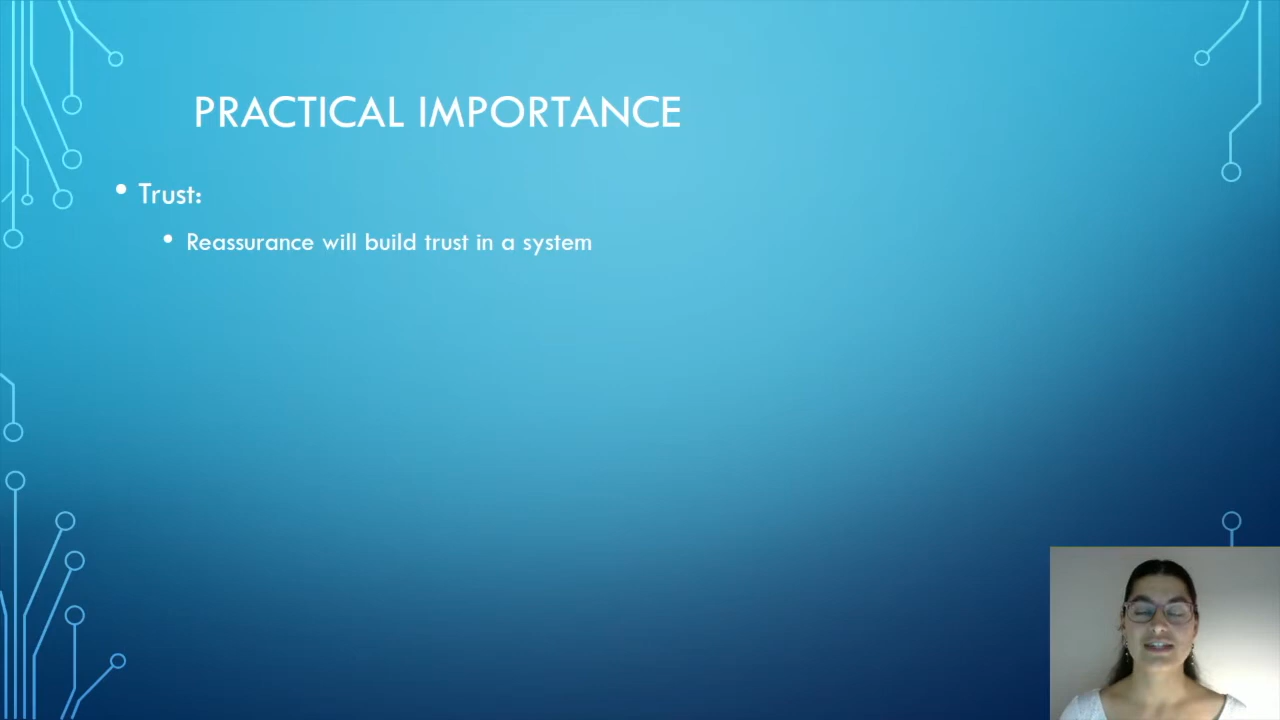 PRACTICAL IMPORTANCE
• Trust:
• Reassurance will build trust in a system